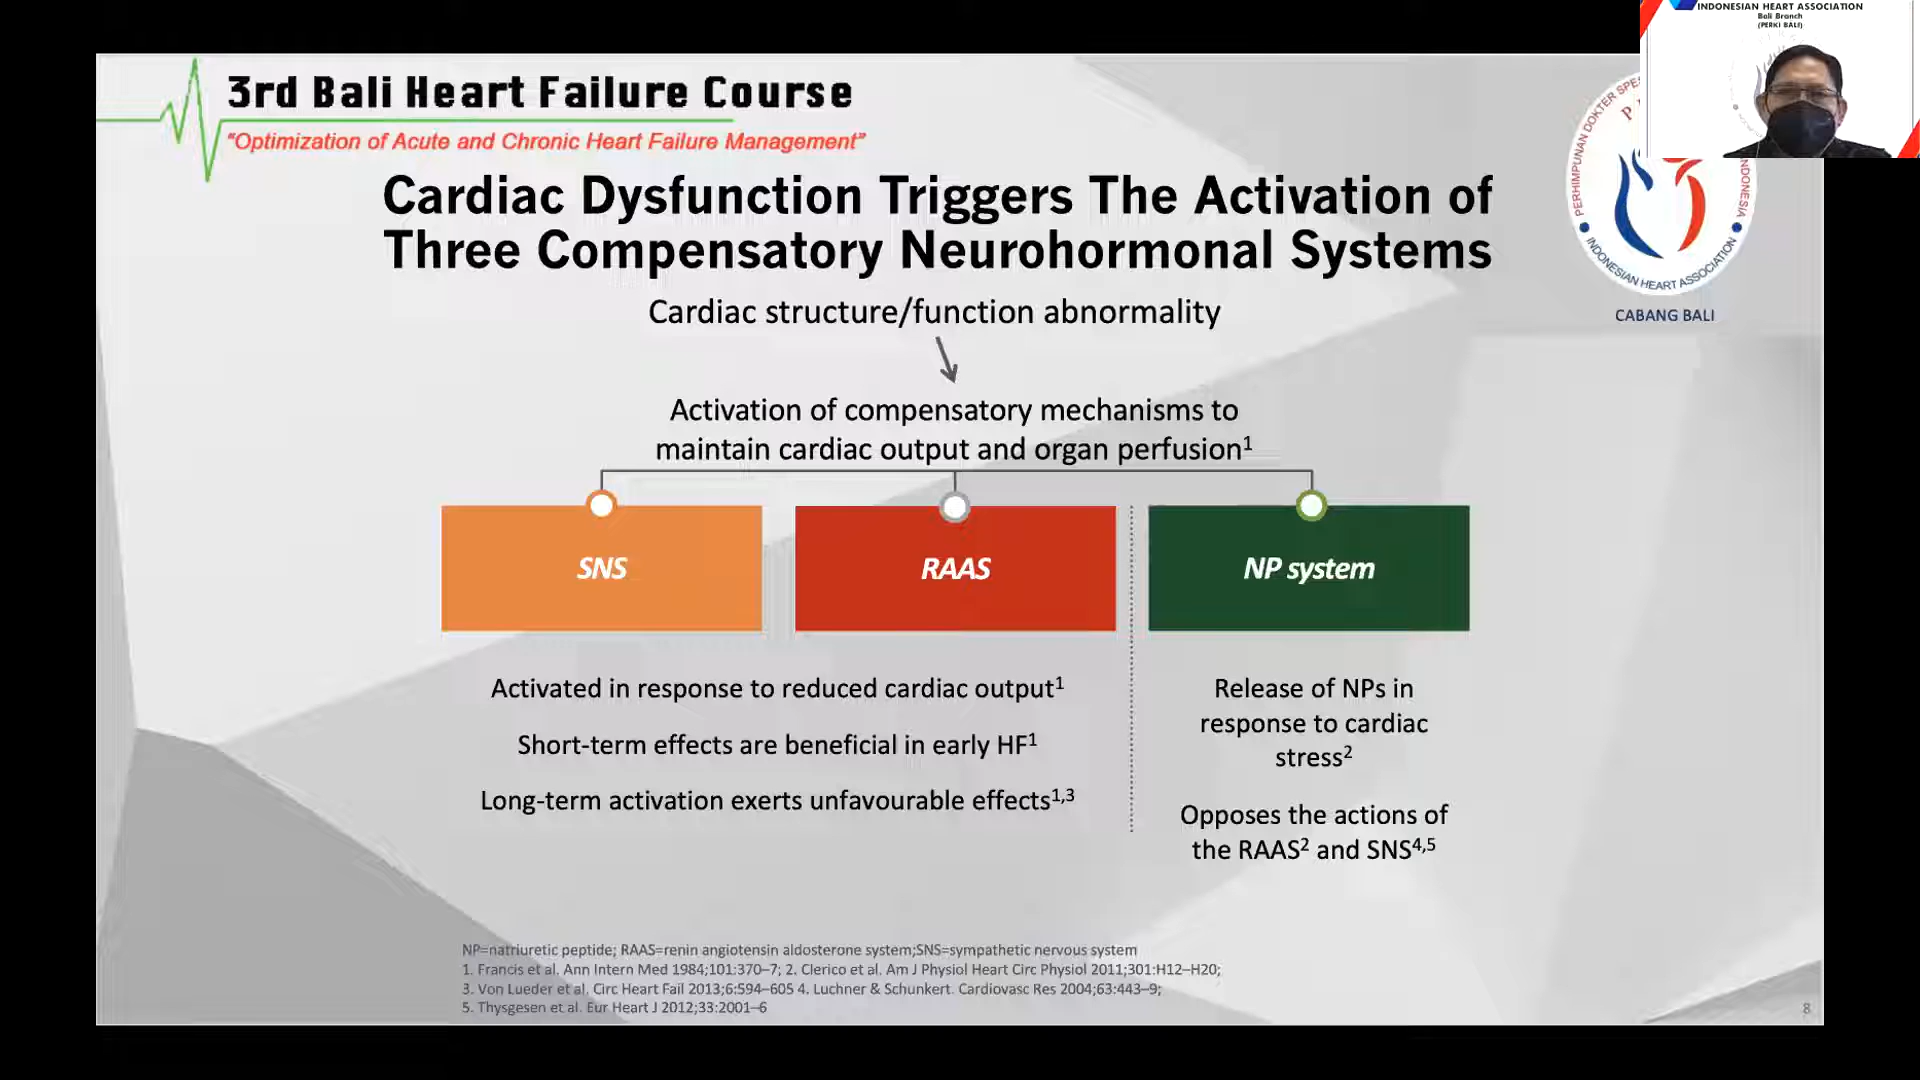 INDONESIAN HEART ASSOCIATION
Bali Branch
(PERKI BALI)
3rd Bali Heart Failure Course
"Optimization of Acute and Chronic Heart Failure Management"
Cardiac Dysfunction Triggers The Activation of
Three Compensatory Neurohormonal Systems
PERHIMPUNAN DOKTER SPE
INDONESIA
INDONESIAN HEART ASSOCIATION
CABANG BALI
Cardiac structure/function abnormality
Activation of compensatory mechanisms to
maintain cardiac output and organ perfusion¹
SNS
RAAS
NP system
Activated in response to reduced cardiac output¹
Short-term effects are beneficial in early HF¹
Long-term activation exerts unfavourable effects¹,³
Release of NPs in
response to cardiac
stress²
Opposes the actions of
the RAAS² and SNS⁴,⁵
NP=natriuretic peptide; RAAS=renin angiotensin aldosterone system;SNS=sympathetic nervous system
1. Francis et al. Ann Intern Med 1984;101:370–7; 2. Clerico et al. Am J Physiol Heart Circ Physiol 2011;301:H12–H20;
3. Von Lueder et al. Circ Heart Fail 2013;6:594–605 4. Luchner & Schunkert. Cardiovasc Res 2004;63:443–9;
5. Thysgesen et al. Eur Heart J 2012;33:2001–6
8